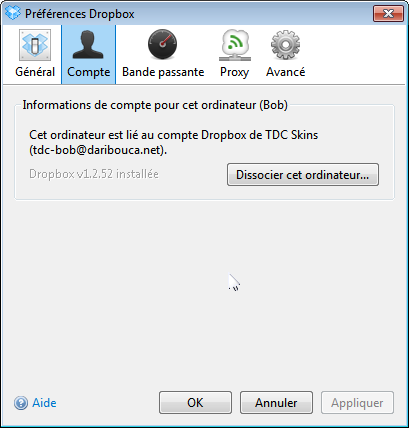 Préférences Dropbox
Général
Compte
Bande passante
Proxy
Avancé
Informations de compte pour cet ordinateur (Bob)
Cet ordinateur est lié au compte Dropbox de TDC Skins
(tdc-bob@daribouca.net).
Dropbox v1.2.52 installée
Dissocier cet ordinateur...
Aide
OK
Annuler
Appliquer